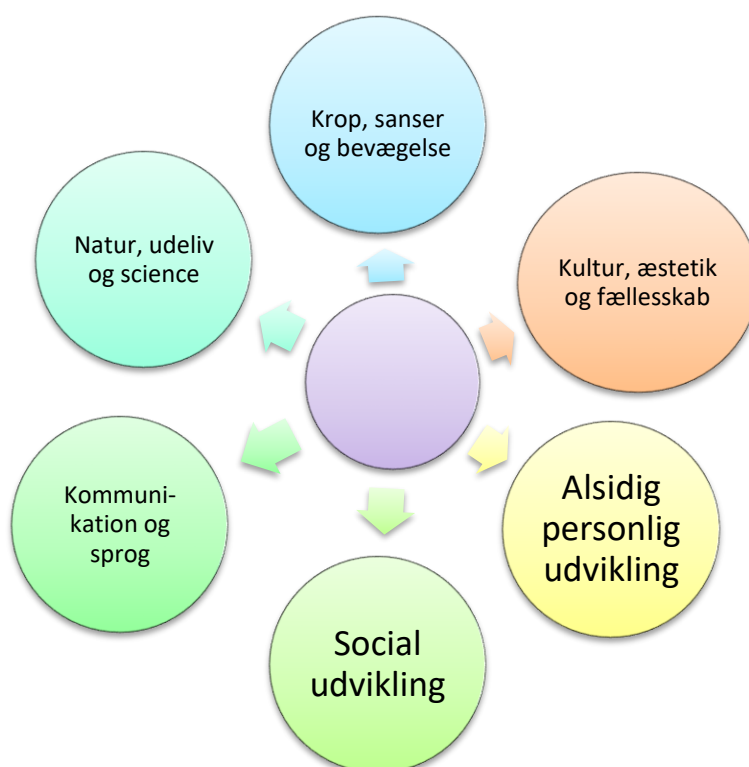 Krop, sanser
og bevægelse
Kultur, æstetik
og fællesskab
Alsidig
personlig
udvikling
Social
udvikling
Kommuni-
kation og
sprog
Natur, udeliv
og science